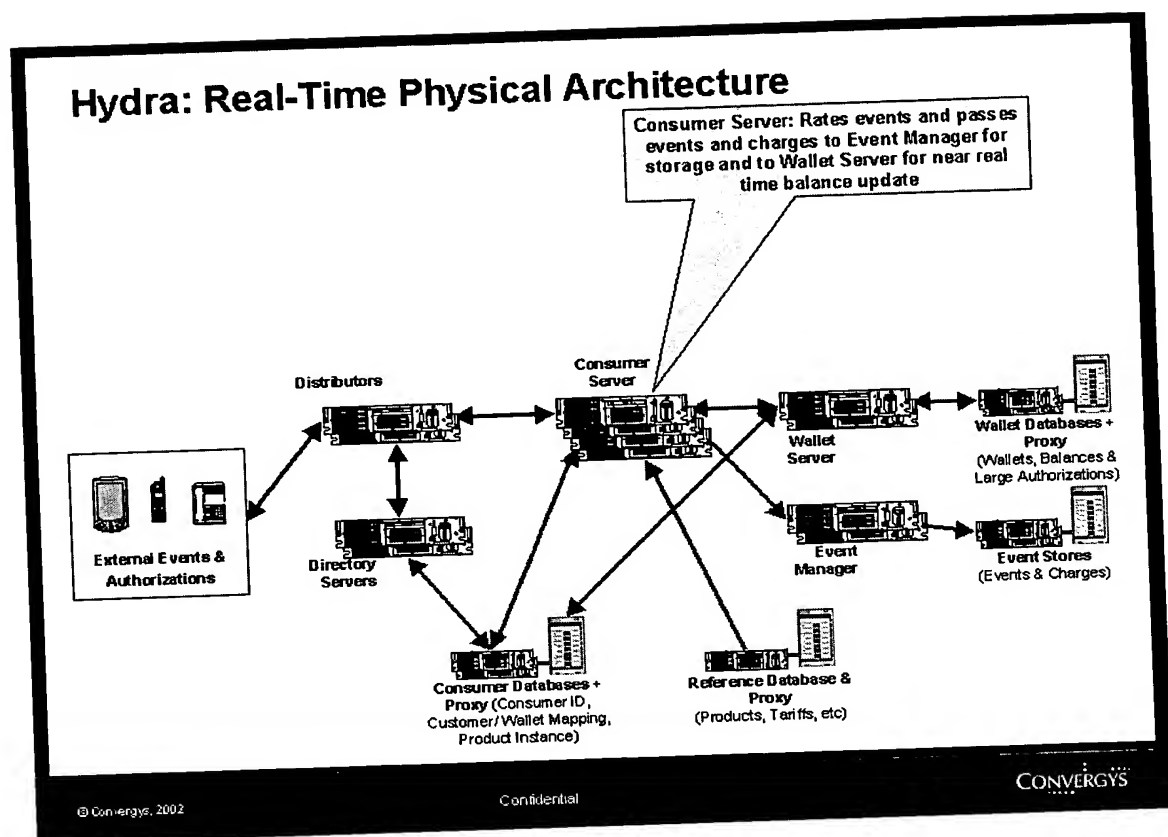 Hydra: Real-Time Physical Architecture
Consumer Server: Rates events and passes
events and charges to Event Manager for
storage and to Wallet Server for near real
time balance update
Distributors
Consumer
Server
Wallet
Server
Wallet Databases +
Proxy
(Wallets, Balances &
Large Authorizations)
External Events &
Authorizations
Directory
Servers
Event
Manager
Event Stores
(Events & Charges)
Consumer Databases +
Proxy (Consumer ID,
Customer/Wallet Mapping,
Product Instance)
Reference Database &
Proxy
(Products, Tariffs, etc)
© Convergys, 2002
Confidential
CONVERGYS